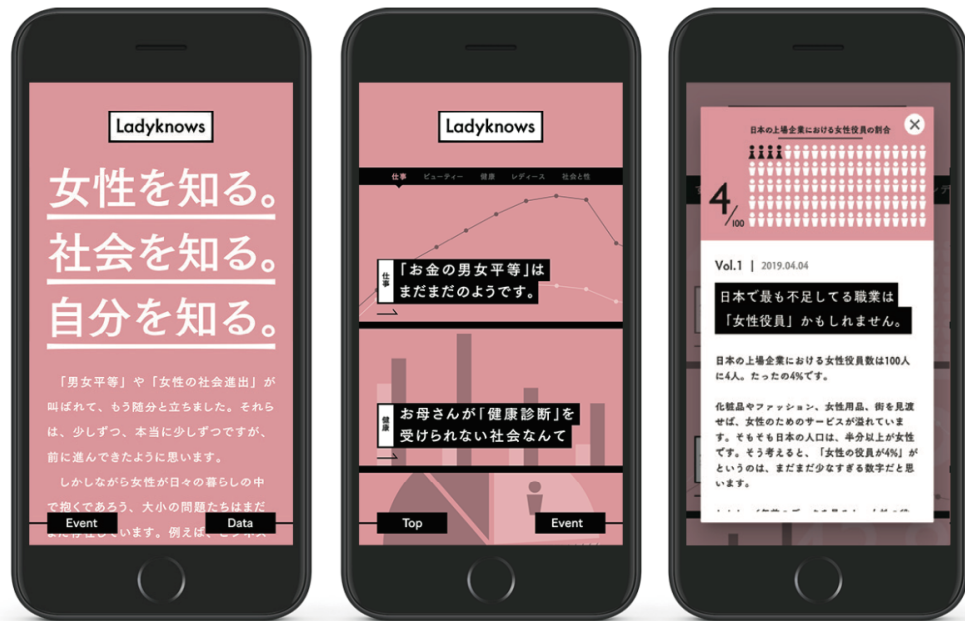 Ladyknows
女性を知る。
社会を知る。
自分を知る。
「男女平等」や「女性の社会進出」が
叫ばれて、もう随分と立ちました。それら
は、少しずつ、本当に少しずつですが、
前に進んできたように思います。
しかしながら女性が日々の暮らしの中
で抱くであろう、大小の問題たちはまだ
Event
Data
Ladyknows
仕事 ビューティー 健康 レディース 社会と性
仕事
「お金の男女平等」は
まだまだのようです。
健康
お母さんが「健康診断」を
受けられない社会なんて
Top
Event
日本の上場企業における女性役員の割合
4/100
Vol.1 | 2019.04.04
日本で最も不足してる職業は
「女性役員」かもしれません。
日本の上場企業における女性役員数は100人
に4人。たったの4%です。
化粧品やファッション、女性用品、街を見渡
せば、女性のためのサービスが溢れていま
す。そもそも日本の人口は、半分以上が女性
です。そう考えると、「女性の役員が4%」が
というのは、まだまだ少なすぎる数字だと思
います。